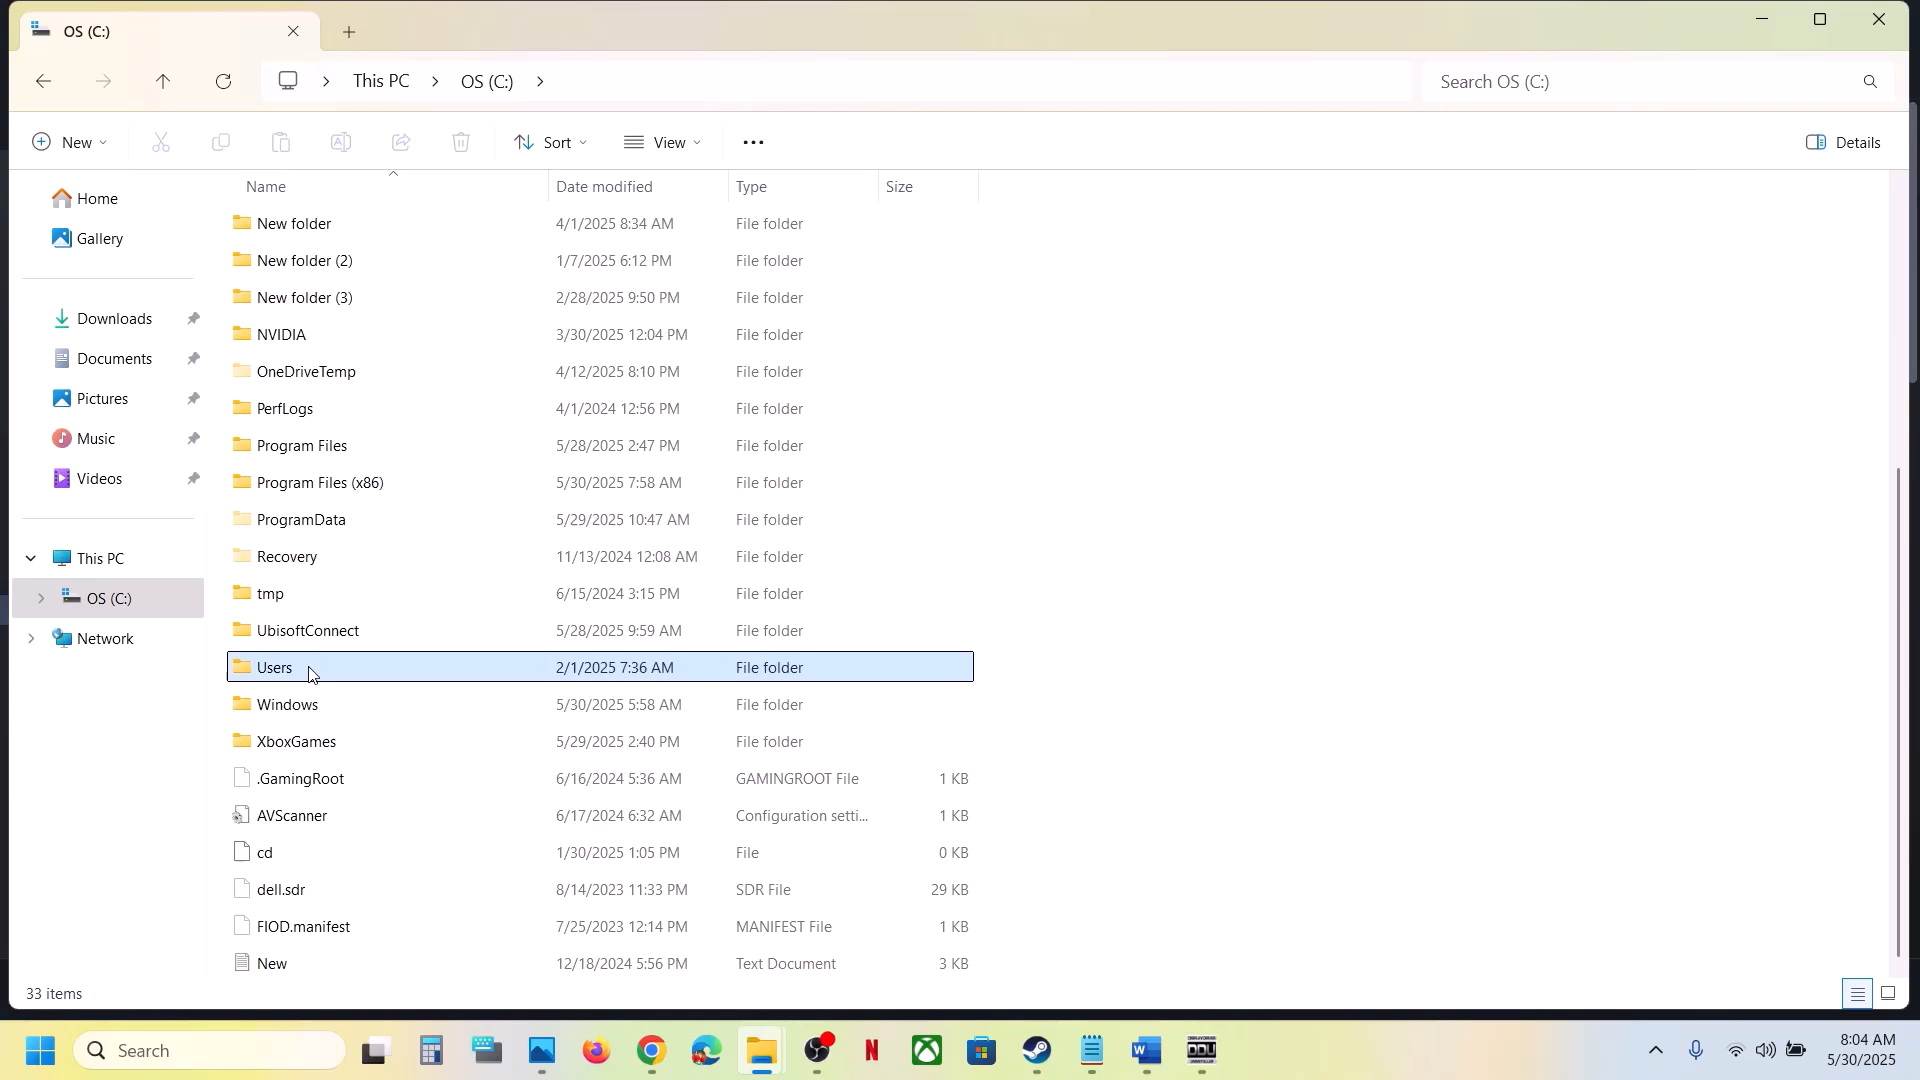 OS (C:)
This PC
OS (C:)
Search OS (C:)
New
Sort
View
Details
Name
Date modified
Type
Size
Home
Gallery
Downloads
Documents
Pictures
Music
Videos
This PC
OS (C:)
Network
New folder 4/1/2025 8:34 AM File folder
New folder (2) 1/7/2025 6:12 PM File folder
New folder (3) 2/28/2025 9:50 PM File folder
NVIDIA 3/30/2025 12:04 PM File folder
OneDriveTemp 4/12/2025 8:10 PM File folder
PerfLogs 4/1/2024 12:56 PM File folder
Program Files 5/28/2025 2:47 PM File folder
Program Files (x86) 5/30/2025 7:58 AM File folder
ProgramData 5/29/2025 10:47 AM File folder
Recovery 11/13/2024 12:08 AM File folder
tmp 6/15/2024 3:15 PM File folder
UbisoftConnect 5/28/2025 9:59 AM File folder
Users 2/1/2025 7:36 AM File folder
Windows 5/30/2025 5:58 AM File folder
XboxGames 5/29/2025 2:40 PM File folder
.GamingRoot 6/16/2024 5:36 AM GAMINGROOT File 1 KB
AVScanner 6/17/2024 6:32 AM Configuration setti... 1 KB
cd 1/30/2025 1:05 PM File 0 KB
dell.sdr 8/14/2023 11:33 PM SDR File 29 KB
FIOD.manifest 7/25/2023 12:14 PM MANIFEST File 1 KB
New 12/18/2024 5:56 PM Text Document 3 KB
33 items
Search
N
W
DDU
8:04 AM
5/30/2025